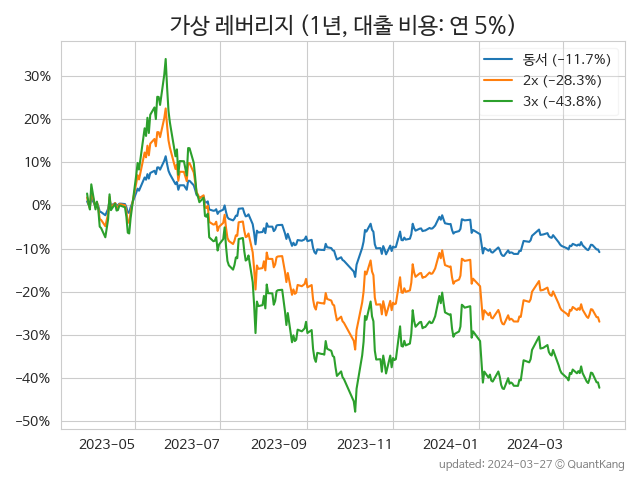 가상 레버리지 (1년, 대출 비용: 연 5%)
동서 (−11.7%)
2x (−28.3%)
3x (−43.8%)
30%
20%
10%
0%
−10%
−20%
−30%
−40%
−50%
2023-05 2023-07 2023-09 2023-11 2024-01 2024-03
updated: 2024-03-27 © QuantKang